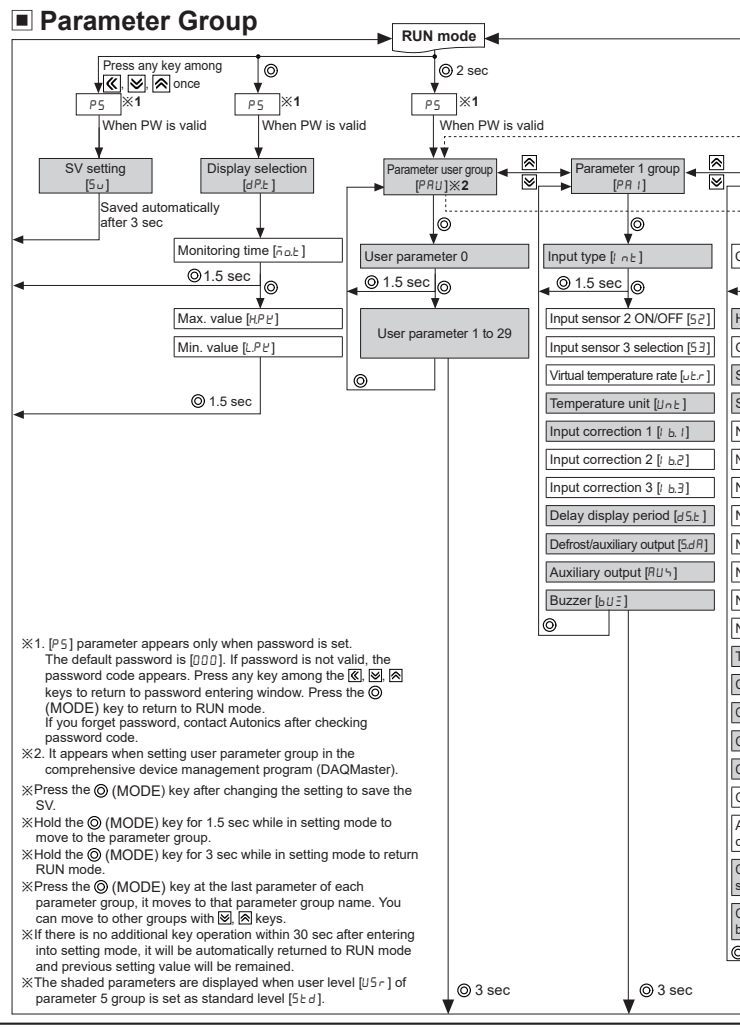 ■ Parameter Group
RUN mode
Press any key among
, , once
2 sec
PS ※1
PS ※1
PS ※1
When PW is valid
When PW is valid
When PW is valid
SV setting
[Sv]
Display selection
[dP.t]
Parameter user group
[PAU]※2
Parameter 1 group
[PA1]
Saved automatically
after 3 sec
Monitoring time [mo.t]
User parameter 0
Input type [Int]
1.5 sec
1.5 sec
1.5 sec
Max. value [H.PK]
User parameter 1 to 29
Input sensor 2 ON/OFF [S2]
Min. value [L.PK]
Input sensor 3 selection [S3]
Virtual temperature rate [vt.r]
1.5 sec
Temperature unit [Unt]
Input correction 1 [Ib.1]
Input correction 2 [Ib.2]
Input correction 3 [Ib.3]
Delay display period [dS.t]
Defrost/auxiliary output [S.dA]
Auxiliary output [AUX]
Buzzer [bUZ]
※1. [PS] parameter appears only when password is set.
The default password is [000]. If password is not valid, the
password code appears. Press any key among the , ,
keys to return to password entering window. Press the
(MODE) key to return to RUN mode.
If you forget password, contact Autonics after checking
password code.
※2. It appears when setting user parameter group in the
comprehensive device management program (DAQMaster).
※Press the (MODE) key after changing the setting to save the
SV.
※Hold the (MODE) key for 1.5 sec while in setting mode to
move to the parameter group.
※Hold the (MODE) key for 3 sec while in setting mode to return
RUN mode.
※Press the (MODE) key at the last parameter of each
parameter group, it moves to that parameter group name. You
can move to other groups with , keys.
※If there is no additional key operation within 30 sec after entering
into setting mode, it will be automatically returned to RUN mode
and previous setting value will be remained.
※The shaded parameters are displayed when user level [USr] of
parameter 5 group is set as standard level [Std].
3 sec
3 sec